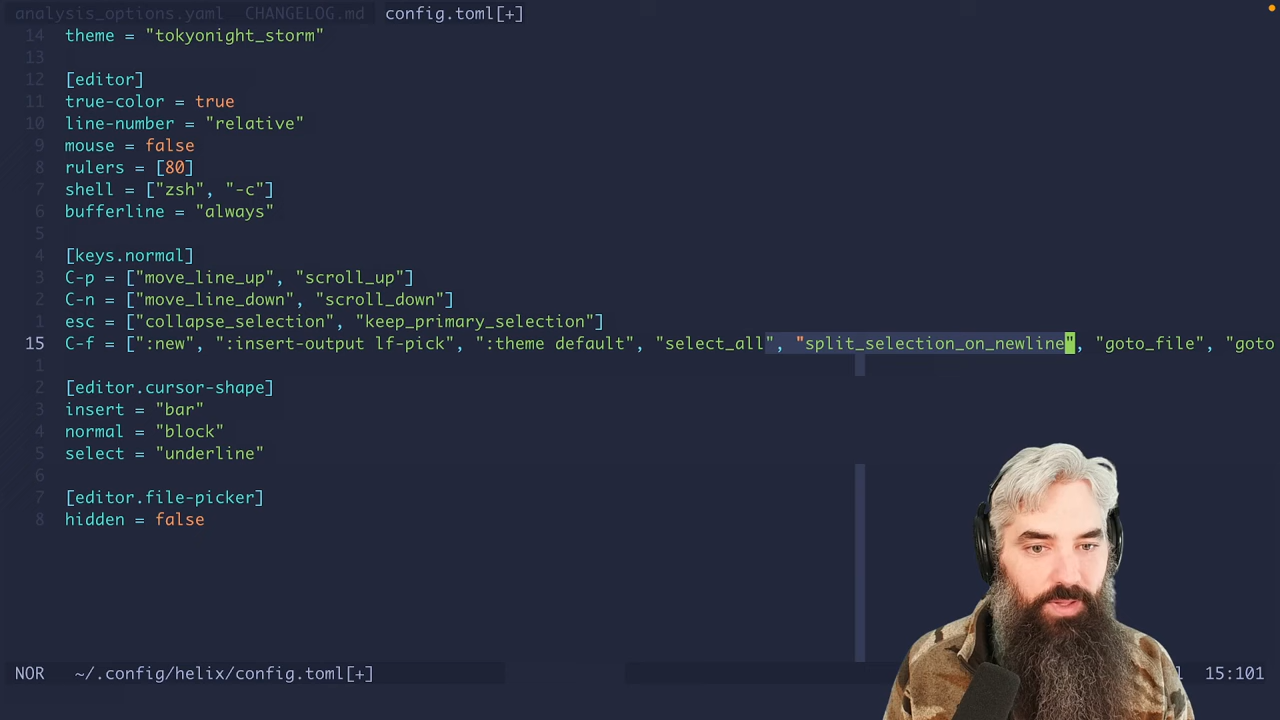 analysis_options.yaml CHANGELOG.md config.toml[+]
14 theme = "tokyonight_storm"
13
12 [editor]
11 true-color = true
10 line-number = "relative"
9 mouse = false
8 rulers = [80]
7 shell = ["zsh", "-c"]
6 bufferline = "always"
5
4 [keys.normal]
3 C-p = ["move_line_up", "scroll_up"]
2 C-n = ["move_line_down", "scroll_down"]
1 esc = ["collapse_selection", "keep_primary_selection"]
15 C-f = [":new", ":insert-output lf-pick", ":theme default", "select_all", "split_selection_on_newline", "goto_file", "goto
1
2 [editor.cursor-shape]
3 insert = "bar"
4 normal = "block"
5 select = "underline"
6
7 [editor.file-picker]
8 hidden = false
NOR ~/.config/helix/config.toml[+] 15:101